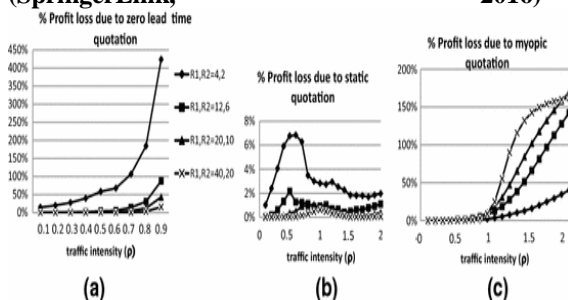 (SpringerLink, 2016)
% Profit loss due to zero lead time
quotation
450%
400%
350%
300%
250%
200%
150%
100%
50%
0%
0.1 0.2 0.3 0.4 0.5 0.6 0.7 0.8 0.9
traffic intensity (ρ)
R1,R2=4,2
R1,R2=12,6
R1,R2=20,10
R1,R2=40,20
(a)
% Profit loss due to static
quotation
8%
6%
4%
2%
0%
0 0.5 1 1.5 2
traffic intensity (ρ)
(b)
% Profit loss due to myopic
quotation
200%
150%
100%
50%
0%
0 0.5 1 1.5 2
traffic intensity (ρ)
(c)